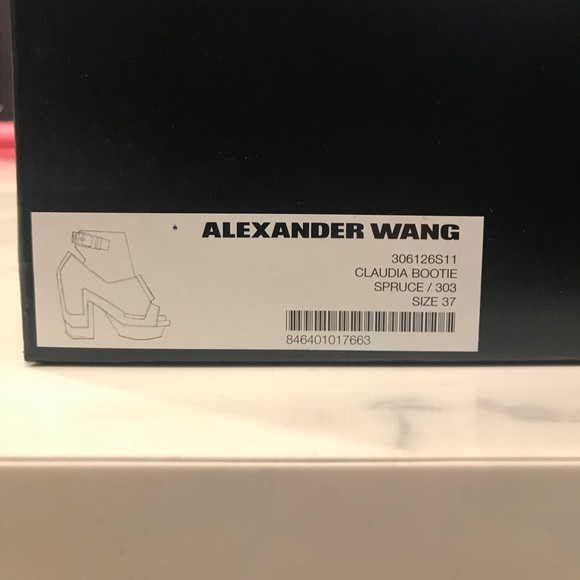 ALEXANDER WANG
306126S11
CLAUDIA BOOTIE
SPRUCE / 303
SIZE 37
846401017663